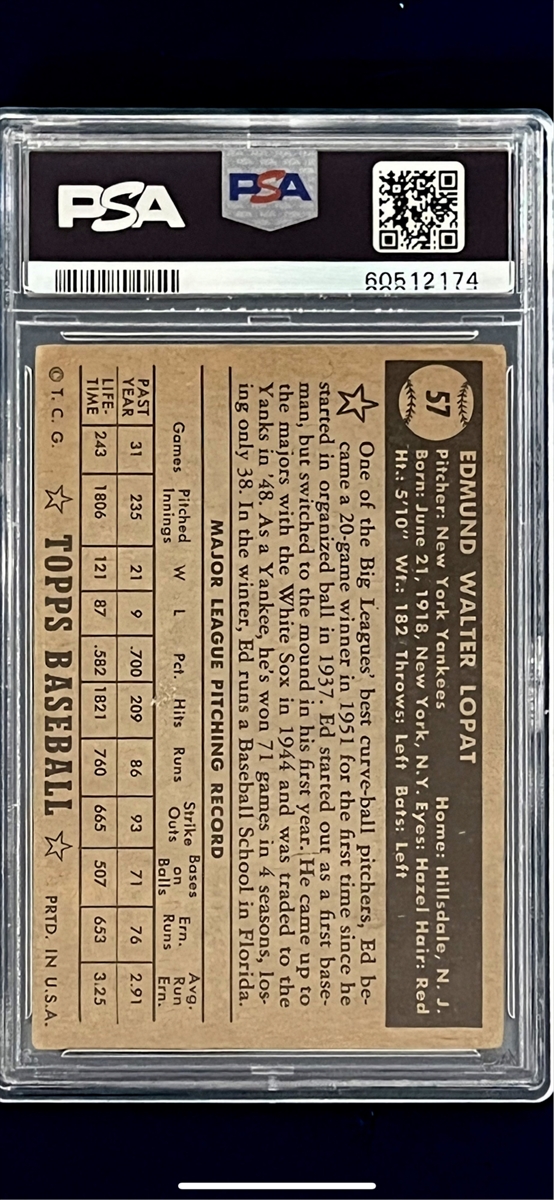 PSA
PSA
60512174
57
EDMUND WALTER LOPAT
Pitcher: New York Yankees Home: Hillsdale, N. J.
Born: June 21, 1918, New York, N.Y. Eyes: Hazel Hair: Red
Ht.: 5'10" Wt.: 182 Throws: Left Bats: Left
One of the Big Leagues' best curve-ball pitchers, Ed be-
came a 20-game winner in 1951 for the first time since he
started in organized ball in 1937. Ed started out as a first base-
man, but switched to the mound in his first year. He came up to
the majors with the White Sox in 1944 and was traded to the
Yanks in '48. As a Yankee, he's won 71 games in 4 seasons, los-
ing only 38. In the winter, Ed runs a Baseball School in Florida.
MAJOR LEAGUE PITCHING RECORD
Games Pitched Innings W L Pct. Hits Runs Strike Outs Bases on Balls Ern. Runs Avg. Run Ern.
PAST YEAR 31 235 21 9 .700 209 86 93 71 76 2.91
LIFE-TIME 243 1806 121 87 .582 1821 760 665 507 653 3.25
© T. C. G. TOPPS BASEBALL PRTD. IN U.S.A.